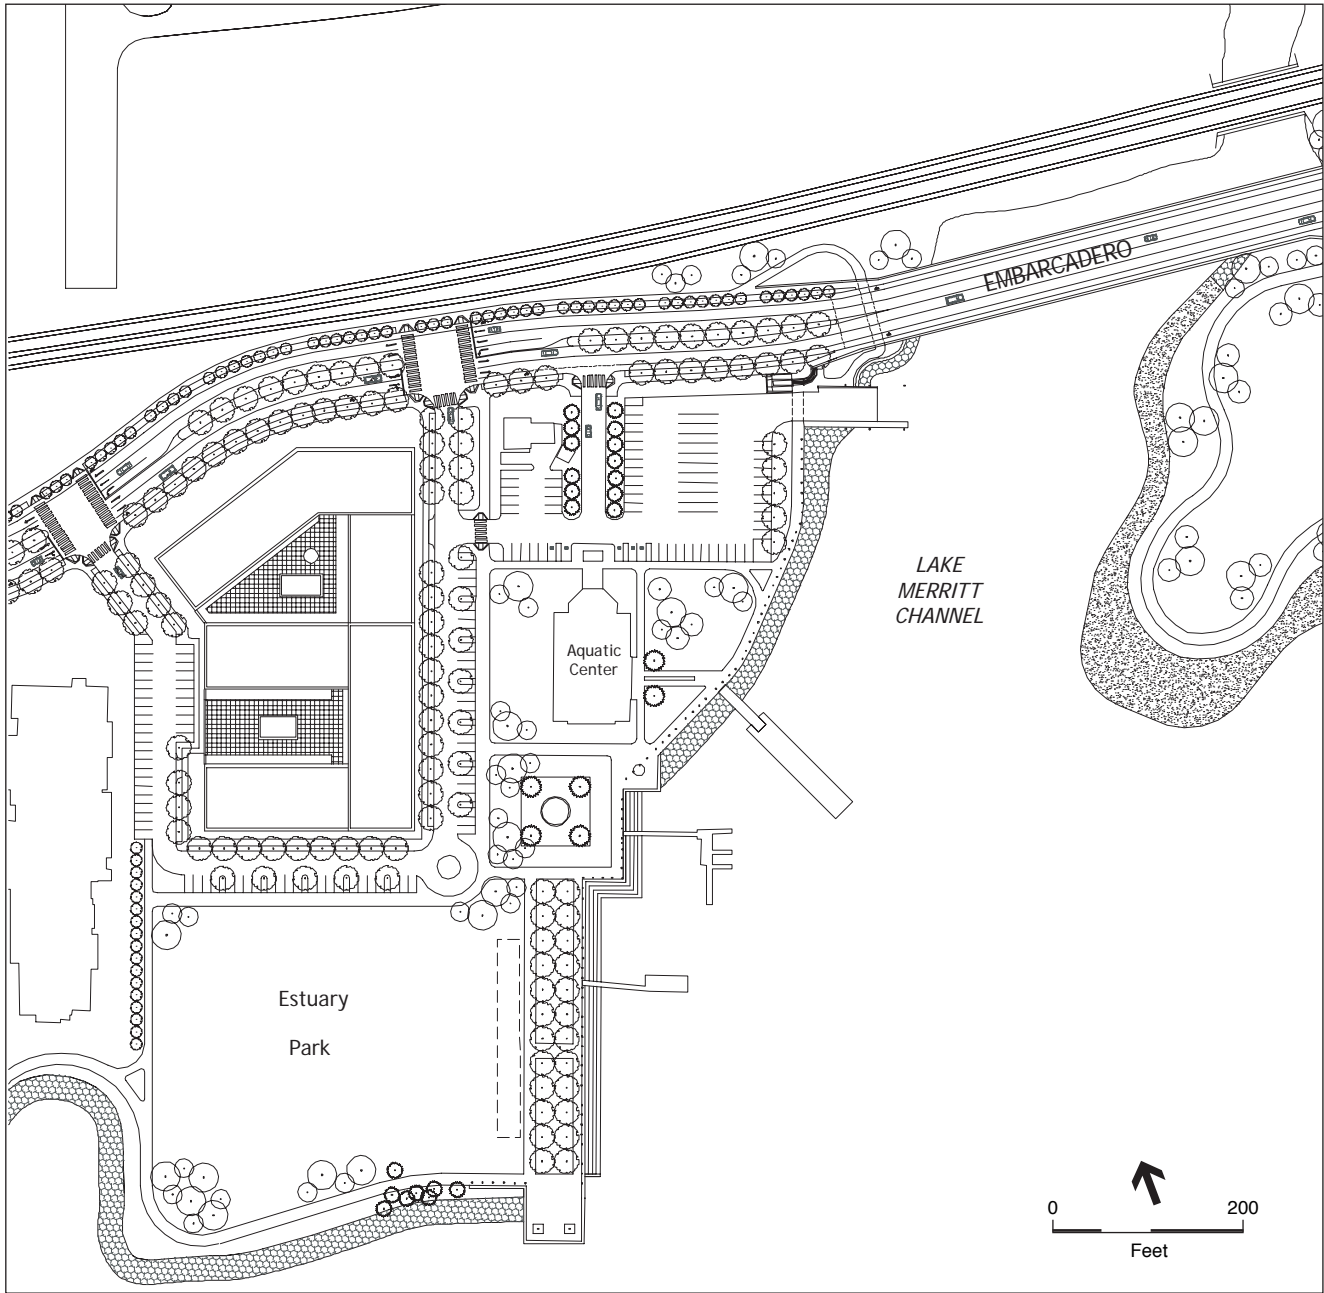 EMBARCADERO
LAKE
MERRITT
CHANNEL
Aquatic
Center
Estuary
Park
0 200
Feet